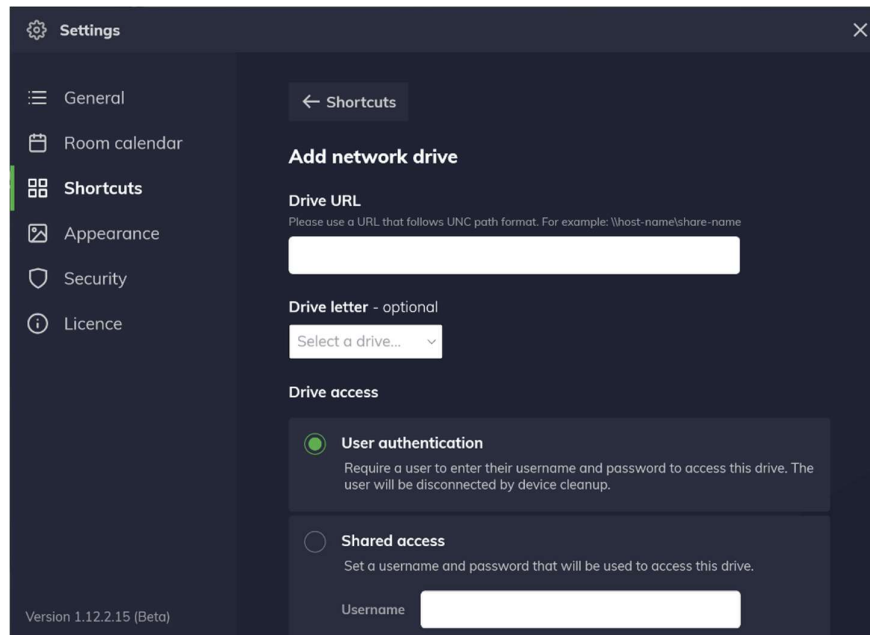 Settings
General
Room calendar
Shortcuts
Appearance
Security
Licence
Version 1.12.2.15 (Beta)
Shortcuts
Add network drive
Drive URL
Please use a URL that follows UNC path format. For example: \\host-name\share-name
Drive letter - optional
Select a drive...
Drive access
User authentication
Require a user to enter their username and password to access this drive. The
user will be disconnected by device cleanup.
Shared access
Set a username and password that will be used to access this drive.
Username